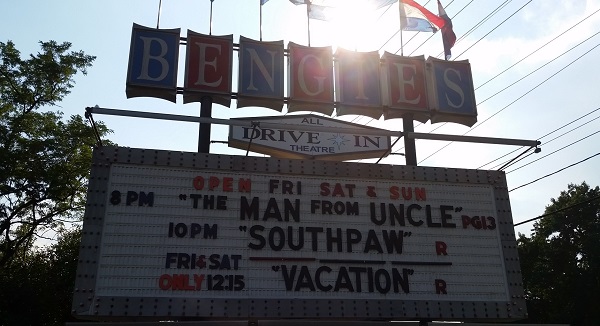 BENGIES
ALL
DRIVE IN
THEATRE
OPEN FRI SAT & SUN
8 PM "THE MAN FROM UNCLE" PG13
10PM "SOUTHPAW" R
FRI & SAT
ONLY 12:15 "VACATION" R